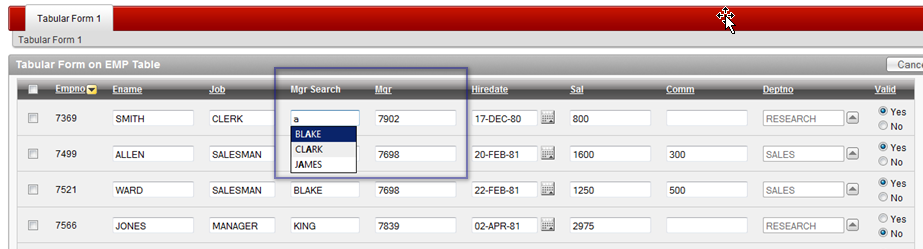 Tabular Form 1
Tabular Form 1
Tabular Form on EMP Table Cance
Empno Ename Job Mgr Search Mgr Hiredate Sal Comm Deptno Valid
7369 SMITH CLERK a 7902 17-DEC-80 800 RESEARCH Yes
No
BLAKE
CLARK
JAMES
7499 ALLEN SALESMAN 7698 20-FEB-81 1600 300 SALES Yes
No
7521 WARD SALESMAN BLAKE 7698 22-FEB-81 1250 500 SALES Yes
No
7566 JONES MANAGER KING 7839 02-APR-81 2975 RESEARCH Yes
No